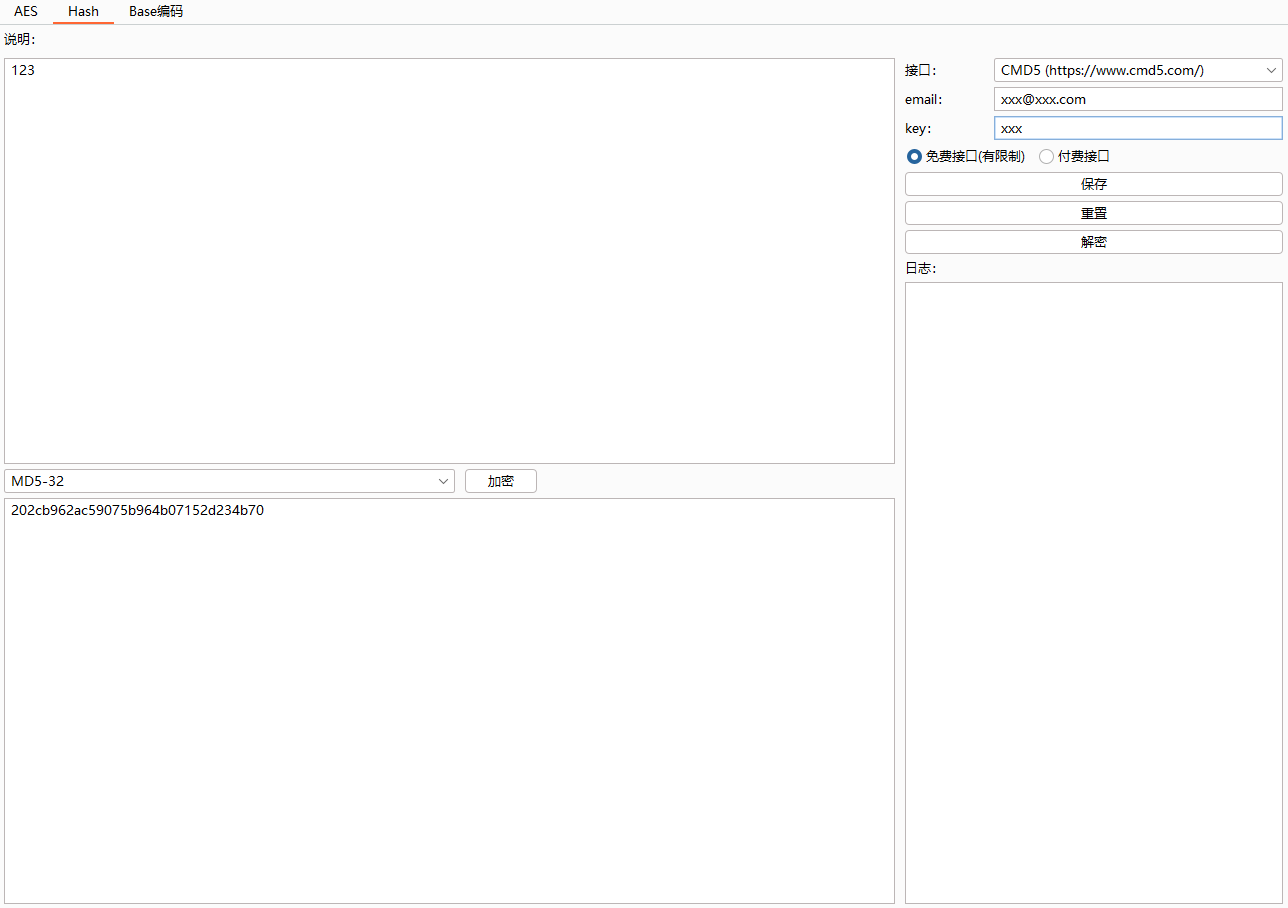 AES Hash Base编码
说明：
123
接口： CMD5 (https://www.cmd5.com/)
email： xxx@xxx.com
key： xxx
免费接口(有限制) 付费接口
保存
重置
解密
日志：
MD5-32 加密
202cb962ac59075b964b07152d234b70